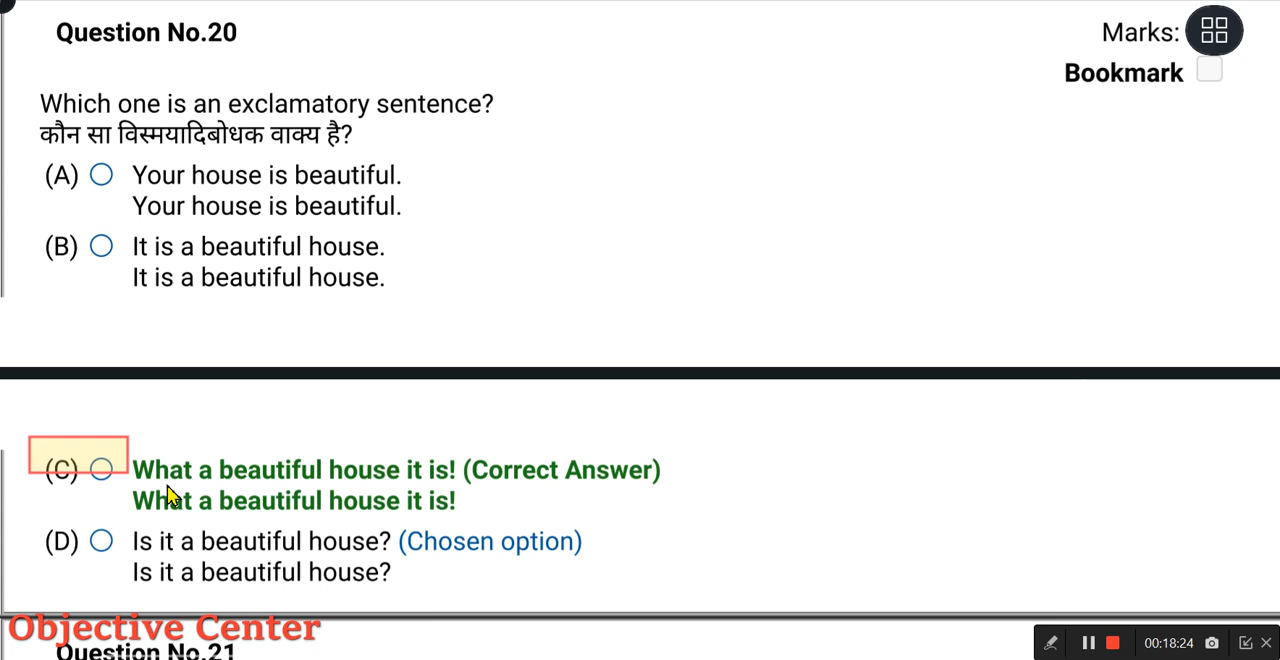 Question No.20
Marks:
Bookmark
Which one is an exclamatory sentence?
कौन सा विस्मयादिबोधक वाक्य है?
(A) Your house is beautiful.
Your house is beautiful.
(B) It is a beautiful house.
It is a beautiful house.
(C) What a beautiful house it is! (Correct Answer)
What a beautiful house it is!
(D) Is it a beautiful house? (Chosen option)
Is it a beautiful house?
Objective Center
Question No.21
00:18:24